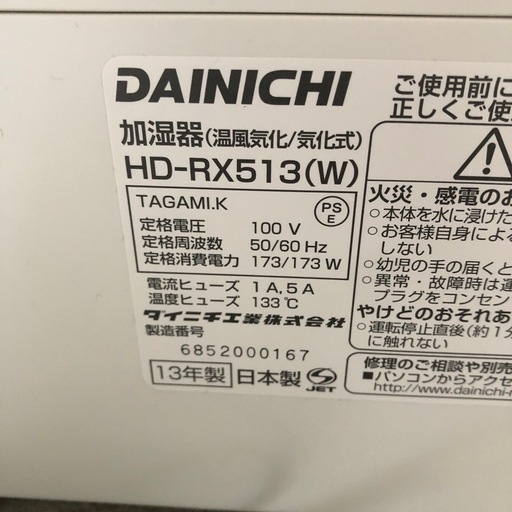 DAINICHI
加湿器(温風気化/気化式)
HD-RX513(W)
TAGAMI.K
PS
E
定格電圧 100 V
定格周波数 50/60 Hz
定格消費電力 173/173 W
電流ヒューズ 1 A,5 A
温度ヒューズ 133℃
ダイニチ工業株式会社
製造番号
6852000167
13年製 日本製 JET
ご使用前に
正しくご使
火災・感電のお
○本体を水に浸けた
○お客様自身による
しない
○幼児の手の届くと
○異常・故障時は運
プラグをコンセン
やけどのおそれあ
○運転停止直後(約1分
に触れない
修理のご相談や別売
■パソコンからアクセ
http://www.dainichi-n